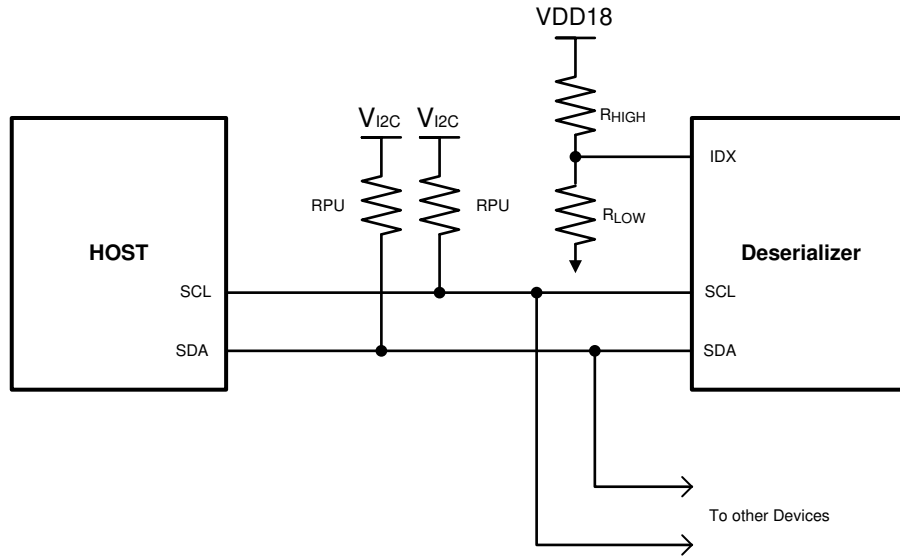 VDD18
RHIGH
VI2C VI2C
IDX
RPU
RPU
RLOW
HOST
Deserializer
SCL
SCL
SDA
SDA
To other Devices